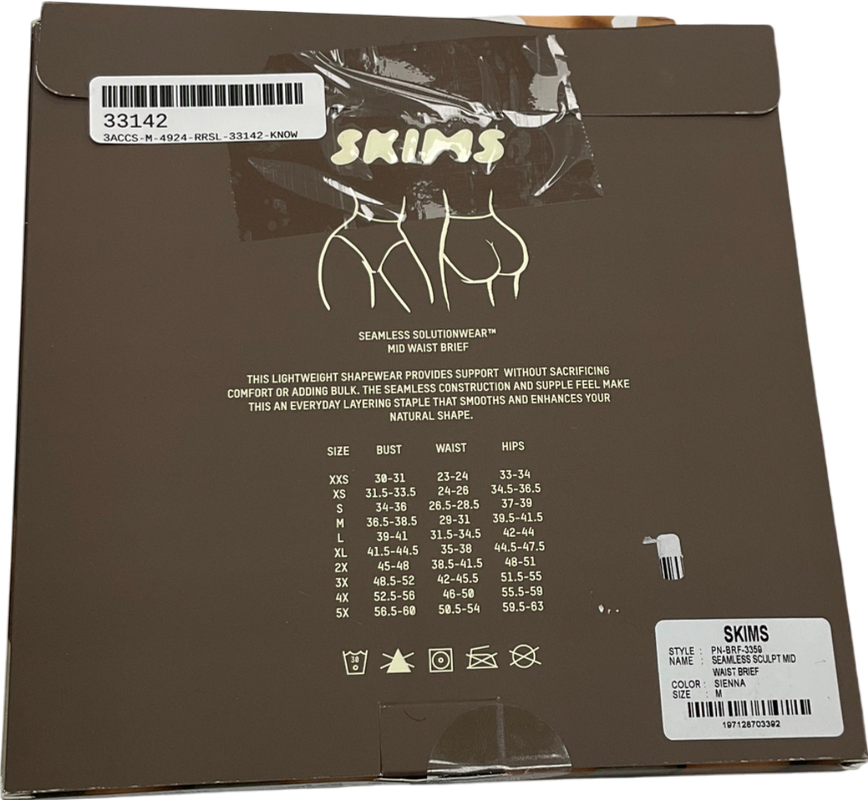 33142
3ACCS-M-4924-RRSL-33142-KNOW
SKIMS
SEAMLESS SOLUTIONWEAR™
MID WAIST BRIEF
THIS LIGHTWEIGHT SHAPEWEAR PROVIDES SUPPORT WITHOUT SACRIFICING
COMFORT OR ADDING BULK. THE SEAMLESS CONSTRUCTION AND SUPPLE FEEL MAKE
THIS AN EVERYDAY LAYERING STAPLE THAT SMOOTHS AND ENHANCES YOUR
NATURAL SHAPE.
SIZE BUST WAIST HIPS
XXS 30-31 23-24 33-34
XS 31.5-33.5 24-26 34.5-36.5
S 34-36 26.5-28.5 37-39
M 36.5-38.5 29-31 39.5-41.5
L 39-41 31.5-34.5 42-44
XL 41.5-44.5 35-38 44.5-47.5
2X 45-48 38.5-41.5 48-51
3X 48.5-52 42-45.5 51.5-55
4X 52.5-56 46-50 55.5-59
5X 56.5-60 50.5-54 59.5-63
30
SKIMS
STYLE : PN-BRF-3359
NAME : SEAMLESS SCULPT MID
WAIST BRIEF
COLOR : SIENNA
SIZE : M
197128703392